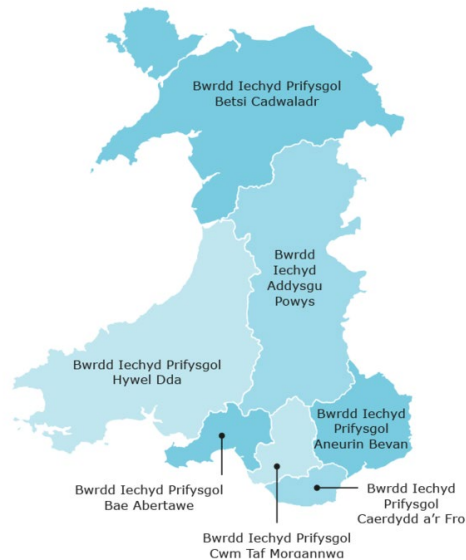 Bwrdd Iechyd Prifysgol
Betsi Cadwaladr
Bwrdd
Iechyd
Addysgu
Powys
Bwrdd Iechyd Prifysgol
Hywel Dda
Bwrdd Iechyd
Prifysgol
Aneurin Bevan
Bwrdd Iechyd Prifysgol
Bae Abertawe
Bwrdd Iechyd
Prifysgol
Caerdydd a'r Fro
Bwrdd Iechyd Prifysgol
Cwm Taf Morgannwg